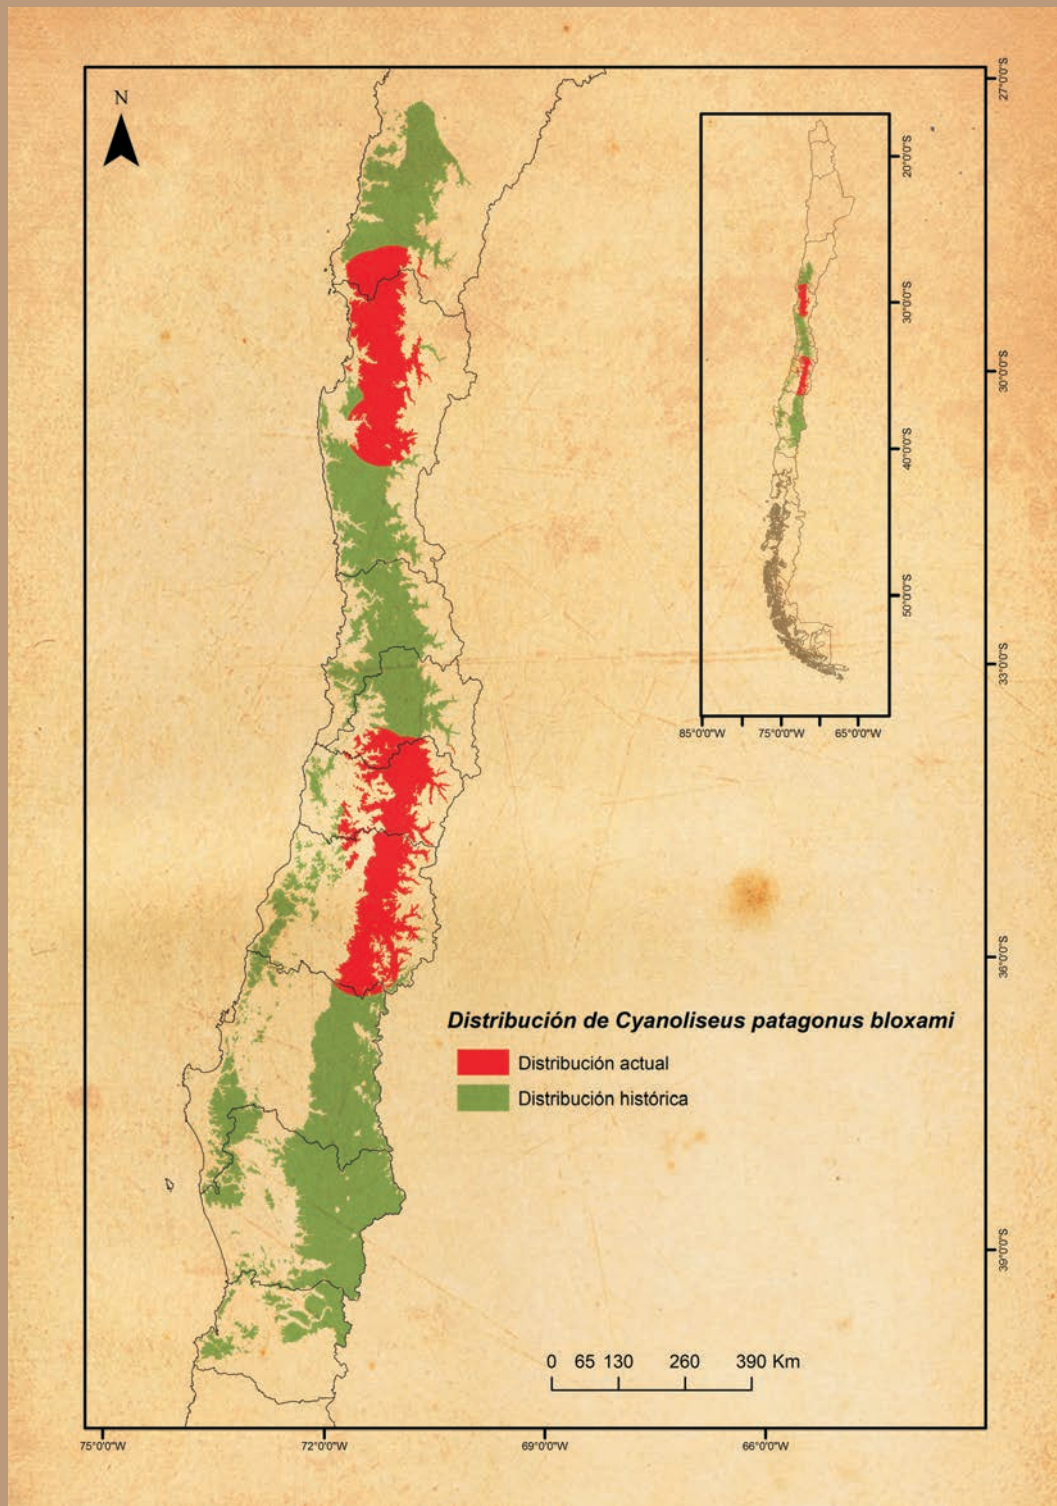 N
27°0'0"S
20°0'0"S
30°0'0"S
30°0'0"S
40°0'0"S
50°0'0"S
33°0'0"S
85°0'0"W
75°0'0"W
65°0'0"W
36°0'0"S
Distribución de Cyanoliseus patagonus bloxami
Distribución actual
Distribución histórica
39°0'0"S
0 65 130 260 390 Km
75°0'0"W
72°0'0"W
69°0'0"W
66°0'0"W